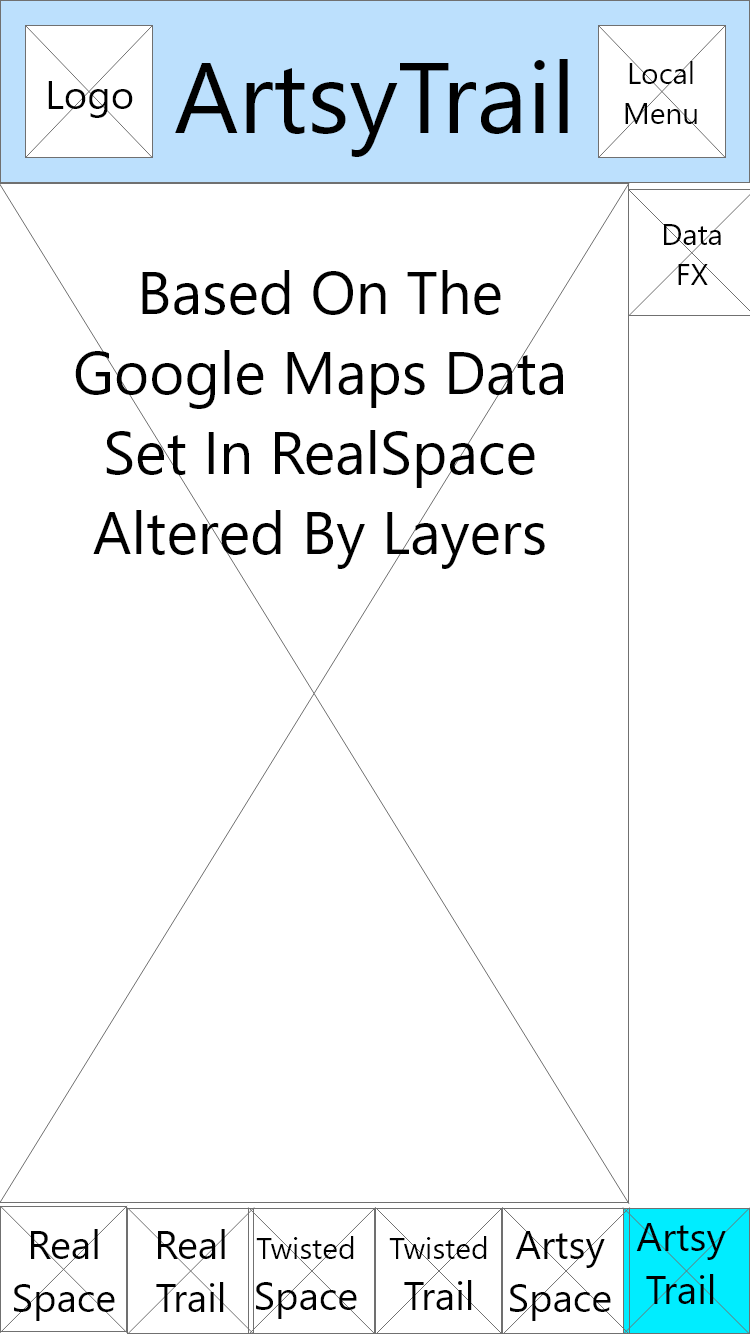 Logo
ArtsyTrail
Local
Menu
Data
FX
Based On The
Google Maps Data
Set In RealSpace
Altered By Layers
Real
Space
Real
Trail
Twisted
Space
Twisted
Trail
Artsy
Space
Artsy
Trail